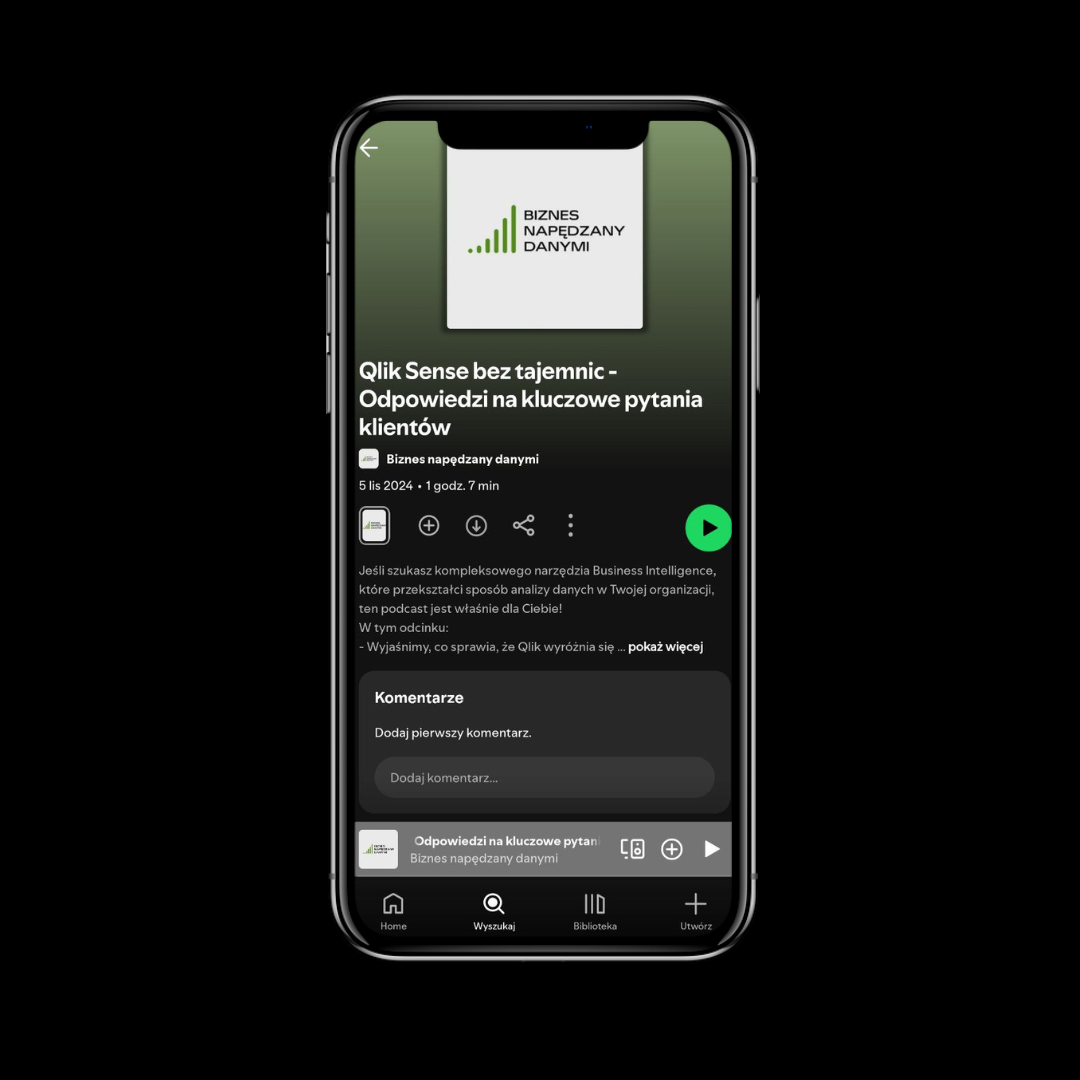 BIZNES
NAPĘDZANY
DANYMI
Qlik Sense bez tajemnic -
Odpowiedzi na kluczowe pytania
klientów
Biznes napędzany danymi
5 lis 2024 • 1 godz. 7 min
Jeśli szukasz kompleksowego narzędzia Business Intelligence,
które przekształci sposób analizy danych w Twojej organizacji,
ten podcast jest właśnie dla Ciebie!
W tym odcinku:
- Wyjaśnimy, co sprawia, że Qlik wyróżnia się ... pokaż więcej
Komentarze
Dodaj pierwszy komentarz.
Dodaj komentarz...
Odpowiedzi na kluczowe pytani
Biznes napędzany danymi
Home Wyszukaj Biblioteka Utwórz